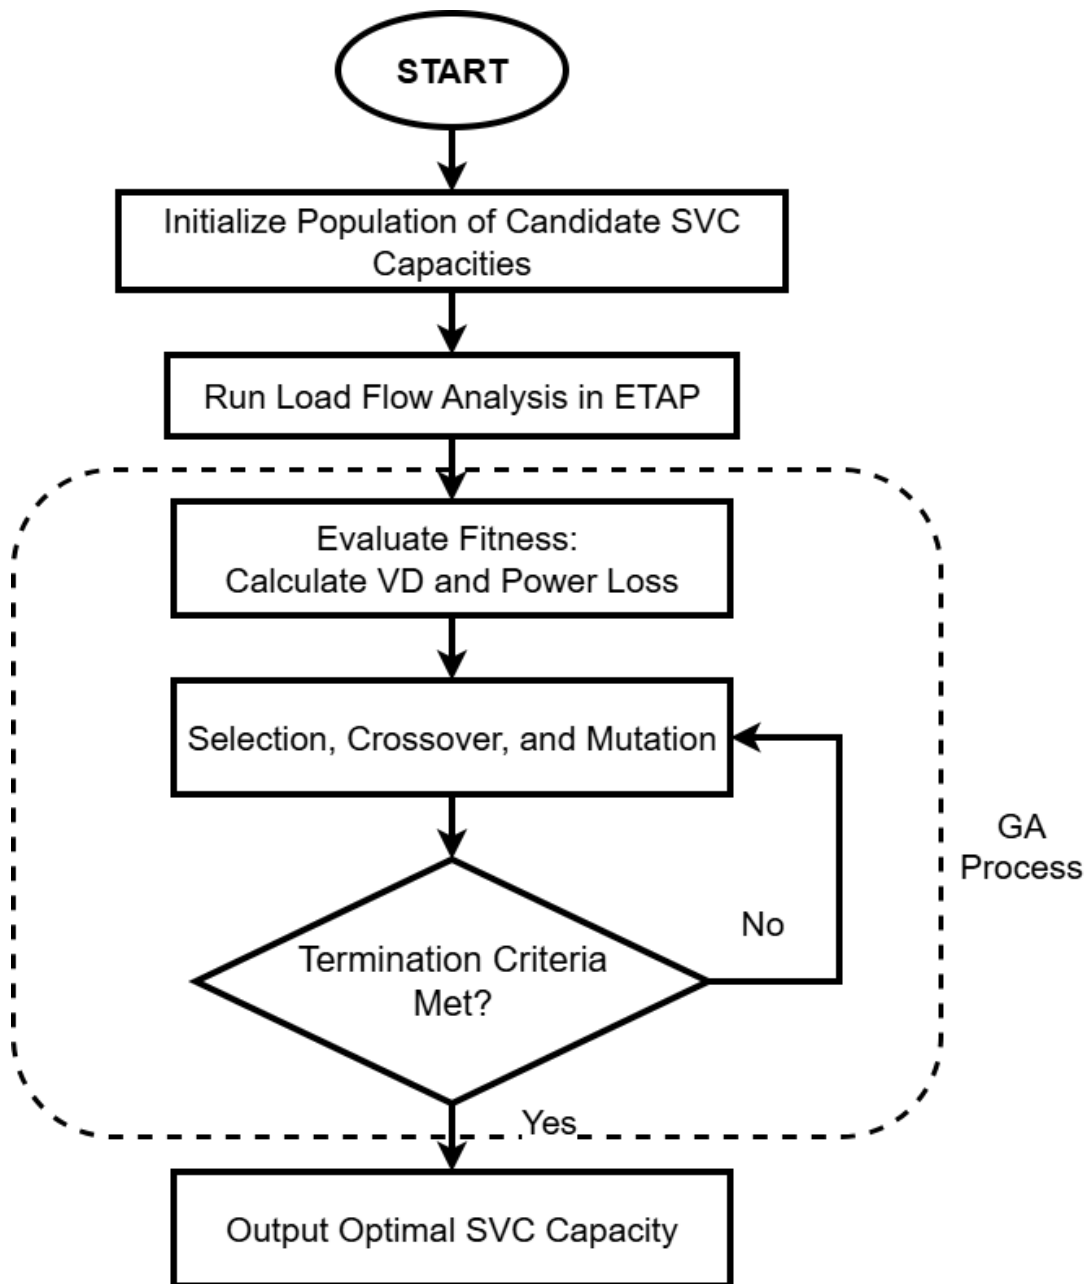 START
Initialize Population of Candidate SVC
Capacities
Run Load Flow Analysis in ETAP
Evaluate Fitness:
Calculate VD and Power Loss
Selection, Crossover, and Mutation
GA
Process
No
Termination Criteria
Met?
Yes
Output Optimal SVC Capacity